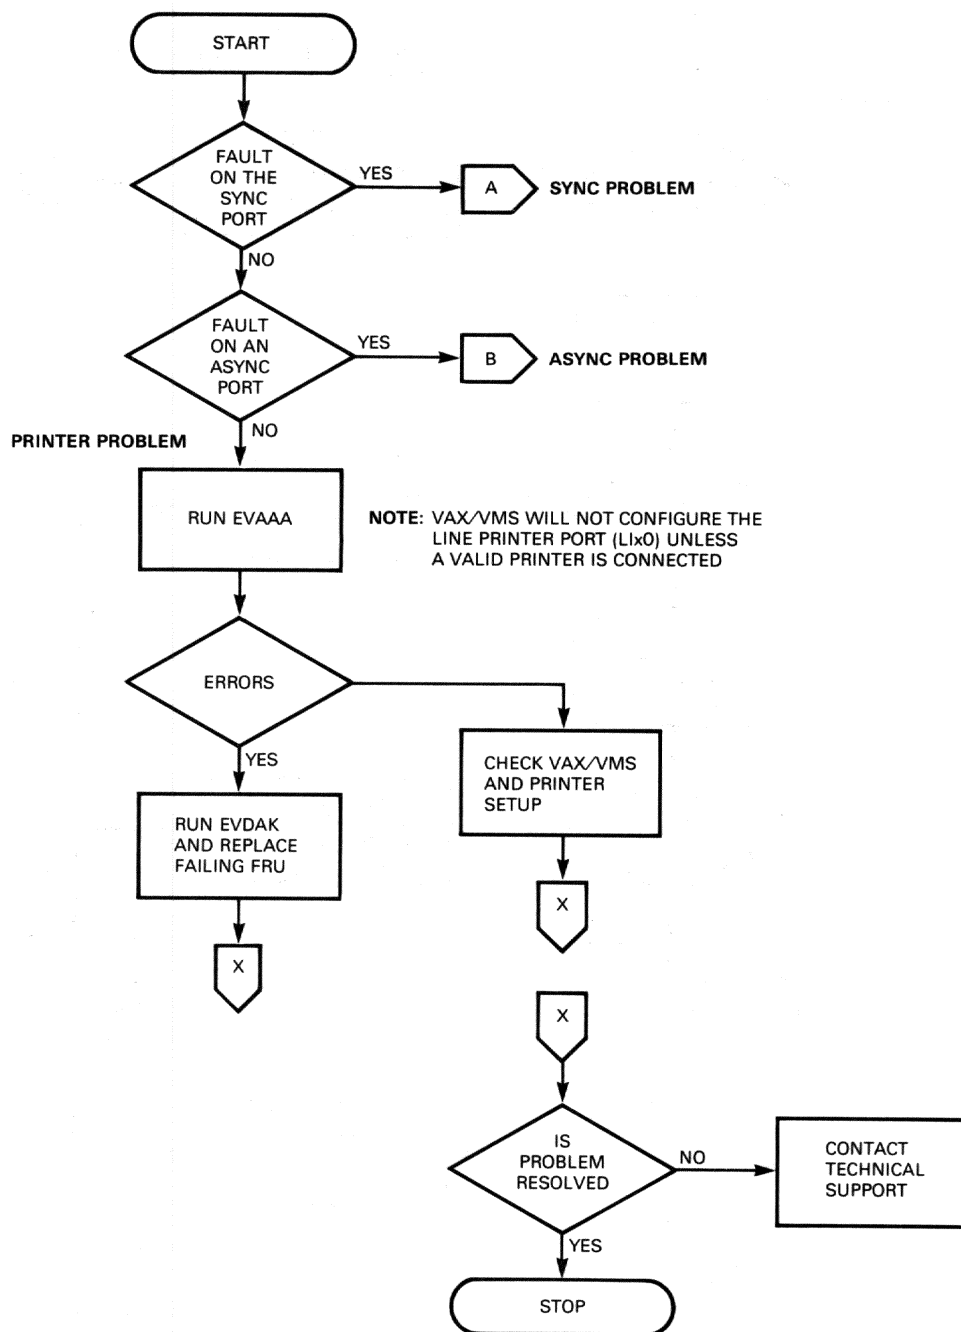 START
FAULT
ON THE
SYNC
PORT
YES
A
SYNC PROBLEM
NO
FAULT
ON AN
ASYNC
PORT
YES
B
ASYNC PROBLEM
NO
PRINTER PROBLEM
RUN EVAAA
NOTE: VAX/VMS WILL NOT CONFIGURE THE
LINE PRINTER PORT (LIx0) UNLESS
A VALID PRINTER IS CONNECTED
ERRORS
YES
CHECK VAX/VMS
AND PRINTER
SETUP
RUN EVDAK
AND REPLACE
FAILING FRU
X
X
X
IS
PROBLEM
RESOLVED
NO
CONTACT
TECHNICAL
SUPPORT
YES
STOP